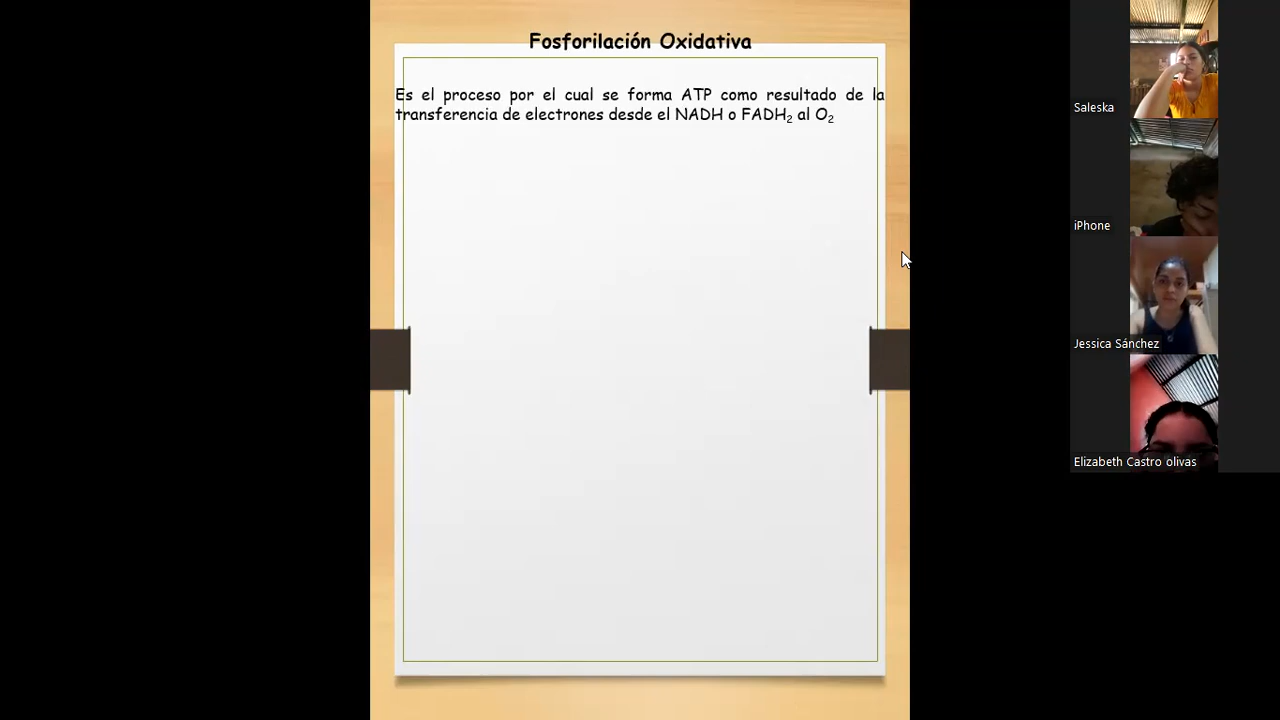 Fosforilación Oxidativa
Es el proceso por el cual se forma ATP como resultado de la
transferencia de electrones desde el NADH o FADH₂ al O₂
Saleska
iPhone
Jessica Sánchez
Elizabeth Castro olivas